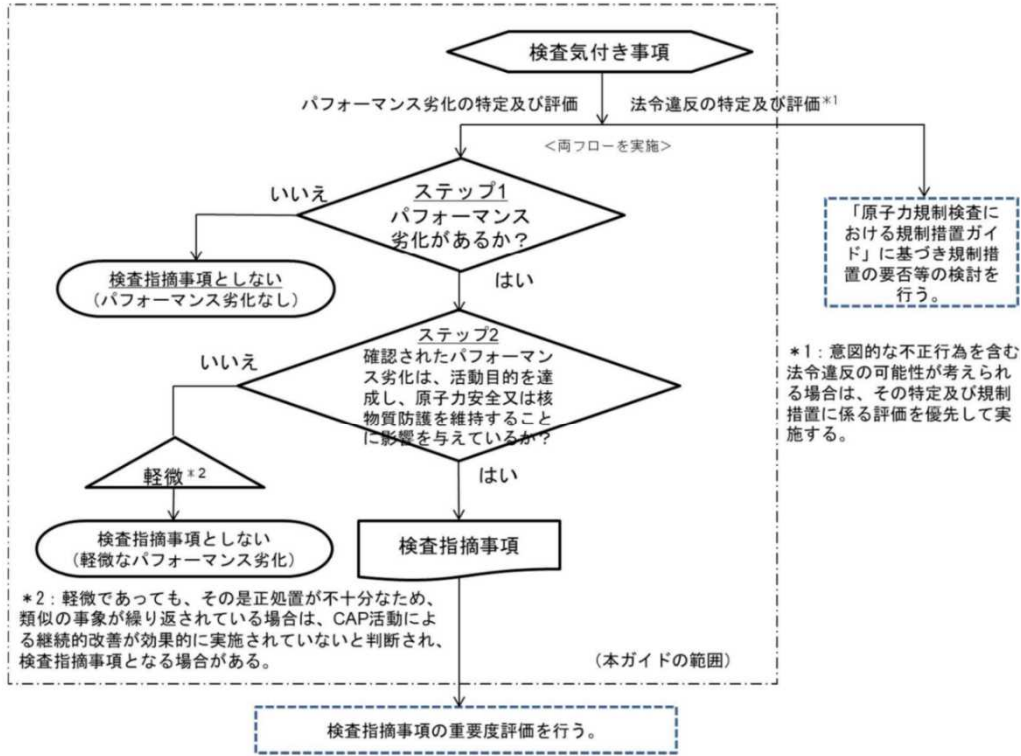 検査気付き事項
パフォーマンス劣化の特定及び評価
法令違反の特定及び評価*1
<両フローを実施>
いいえ
ステップ1
パフォーマンス
劣化があるか？
「原子力規制検査に
おける規制措置ガイ
ド」に基づき規制措
置の要否等の検討を
行う。
検査指摘事項としない
（パフォーマンス劣化なし）
はい
いいえ
ステップ2
確認されたパフォーマン
ス劣化は、活動目的を達
成し、原子力安全又は核
物質防護を維持すること
に影響を与えているか？
*1：意図的な不正行為を含む
法令違反の可能性が考えられ
る場合は、その特定及び規制
措置に係る評価を優先して実
施する。
軽微*2
はい
検査指摘事項としない
(軽微なパフォーマンス劣化)
検査指摘事項
*2：軽微であっても、その是正処置が不十分なため、
類似の事象が繰り返されている場合は、CAP活動によ
る継続的改善が効果的に実施されていないと判断され、
検査指摘事項となる場合がある。
（本ガイドの範囲）
検査指摘事項の重要度評価を行う。